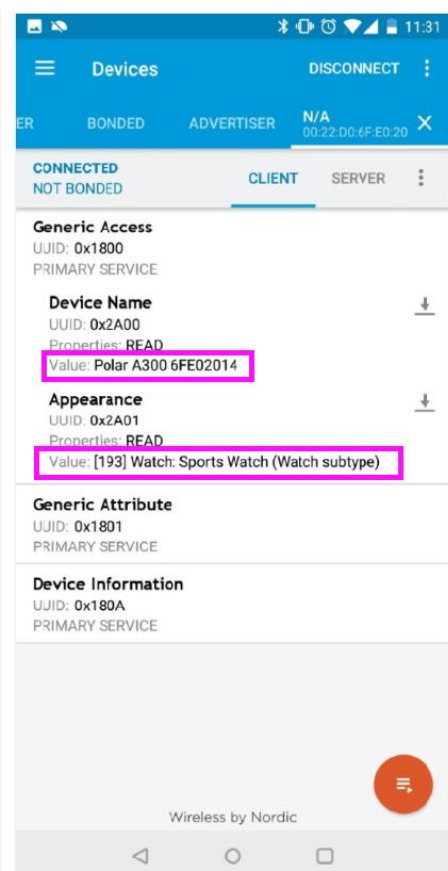 11:31
Devices
DISCONNECT
ER BONDED ADVERTISER N/A
00:22:D0:6F:E0:20
CONNECTED
NOT BONDED
CLIENT SERVER
Generic Access
UUID: 0x1800
PRIMARY SERVICE
Device Name
UUID: 0x2A00
Properties: READ
Value: Polar A300 6FE02014
Appearance
UUID: 0x2A01
Properties: READ
Value: [193] Watch: Sports Watch (Watch subtype)
Generic Attribute
UUID: 0x1801
PRIMARY SERVICE
Device Information
UUID: 0x180A
PRIMARY SERVICE
Wireless by Nordic